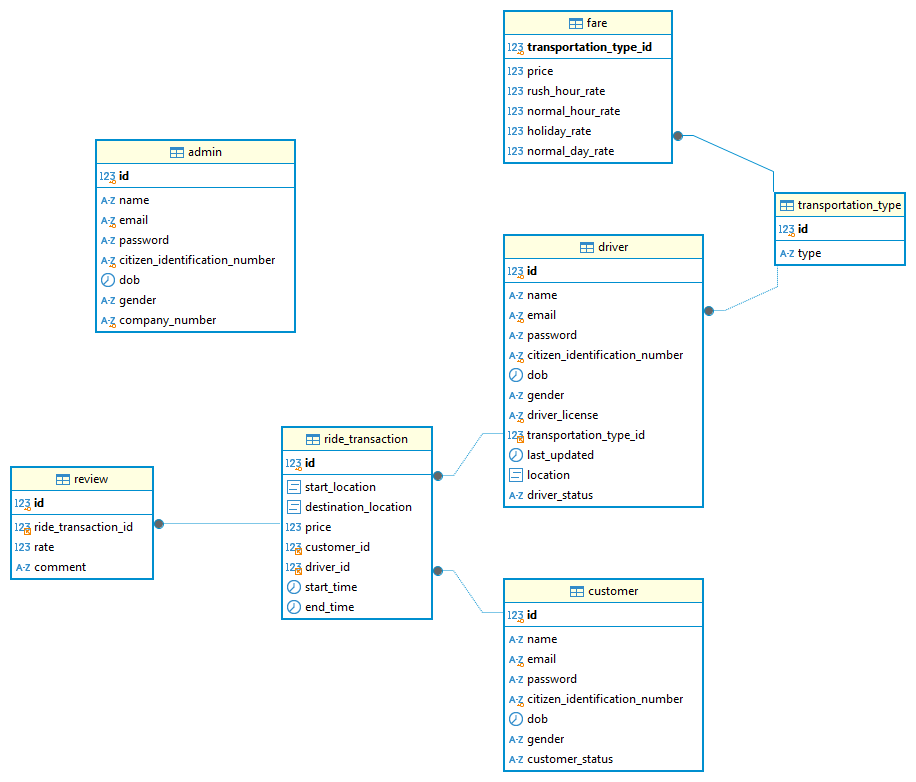 fare
123 transportation_type_id
123 price
123 rush_hour_rate
123 normal_hour_rate
123 holiday_rate
123 normal_day_rate
admin
123 id
A-Z name
A-Z email
A-Z password
A-Z citizen_identification_number
dob
A-Z gender
A-Z company_number
transportation_type
123 id
A-Z type
driver
123 id
A-Z name
A-Z email
A-Z password
A-Z citizen_identification_number
dob
A-Z gender
A-Z driver_license
123 transportation_type_id
last_updated
location
A-Z driver_status
ride_transaction
123 id
start_location
destination_location
123 price
123 customer_id
123 driver_id
start_time
end_time
review
123 id
123 ride_transaction_id
123 rate
A-Z comment
customer
123 id
A-Z name
A-Z email
A-Z password
A-Z citizen_identification_number
dob
A-Z gender
A-Z customer_status